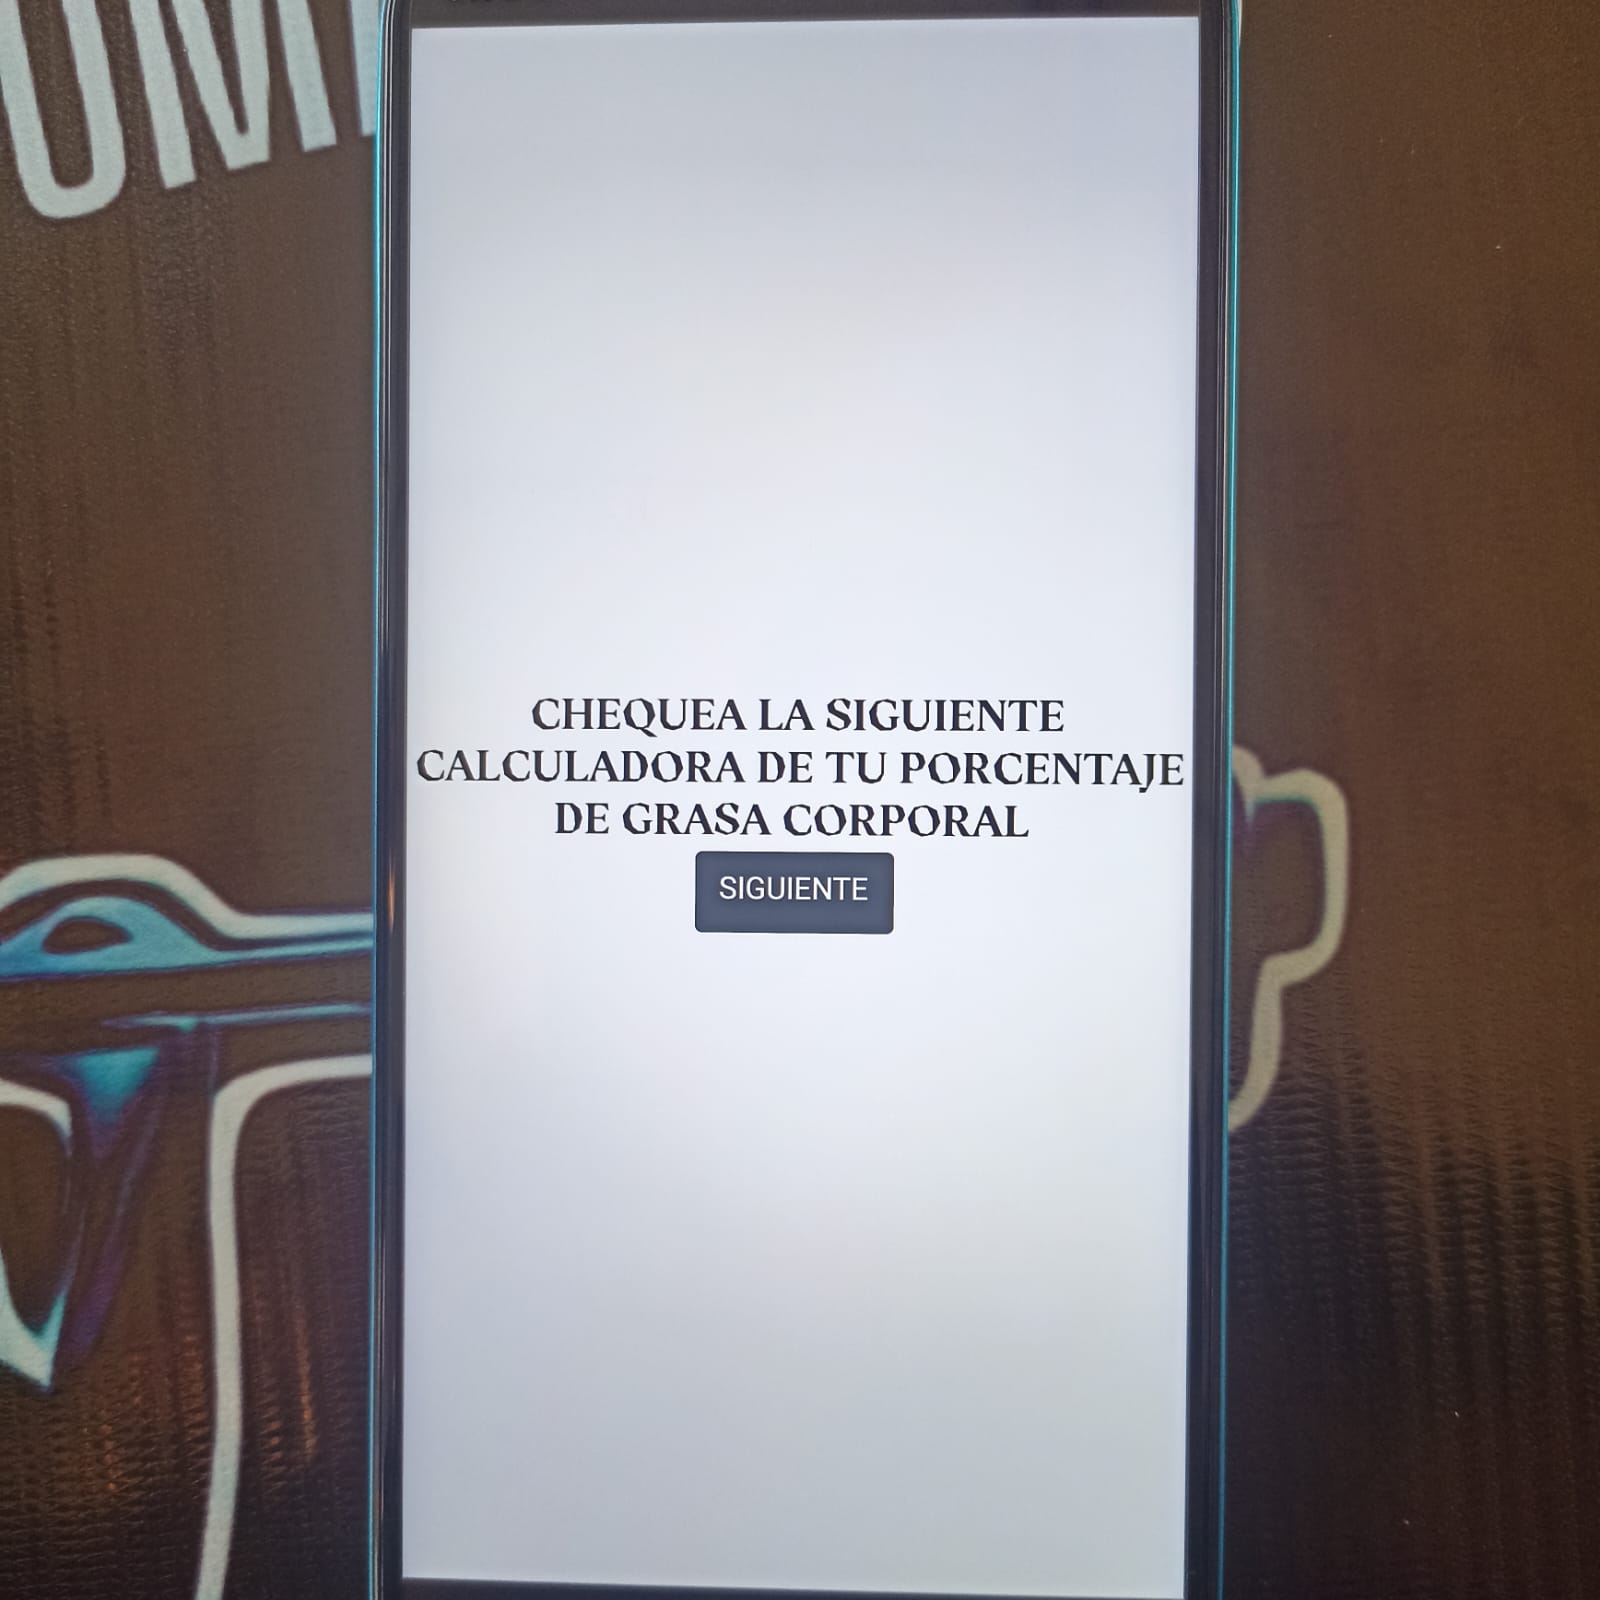 CHEQUEA LA SIGUIENTE
CALCULADORA DE TU PORCENTAJE
DE GRASA CORPORAL
SIGUIENTE